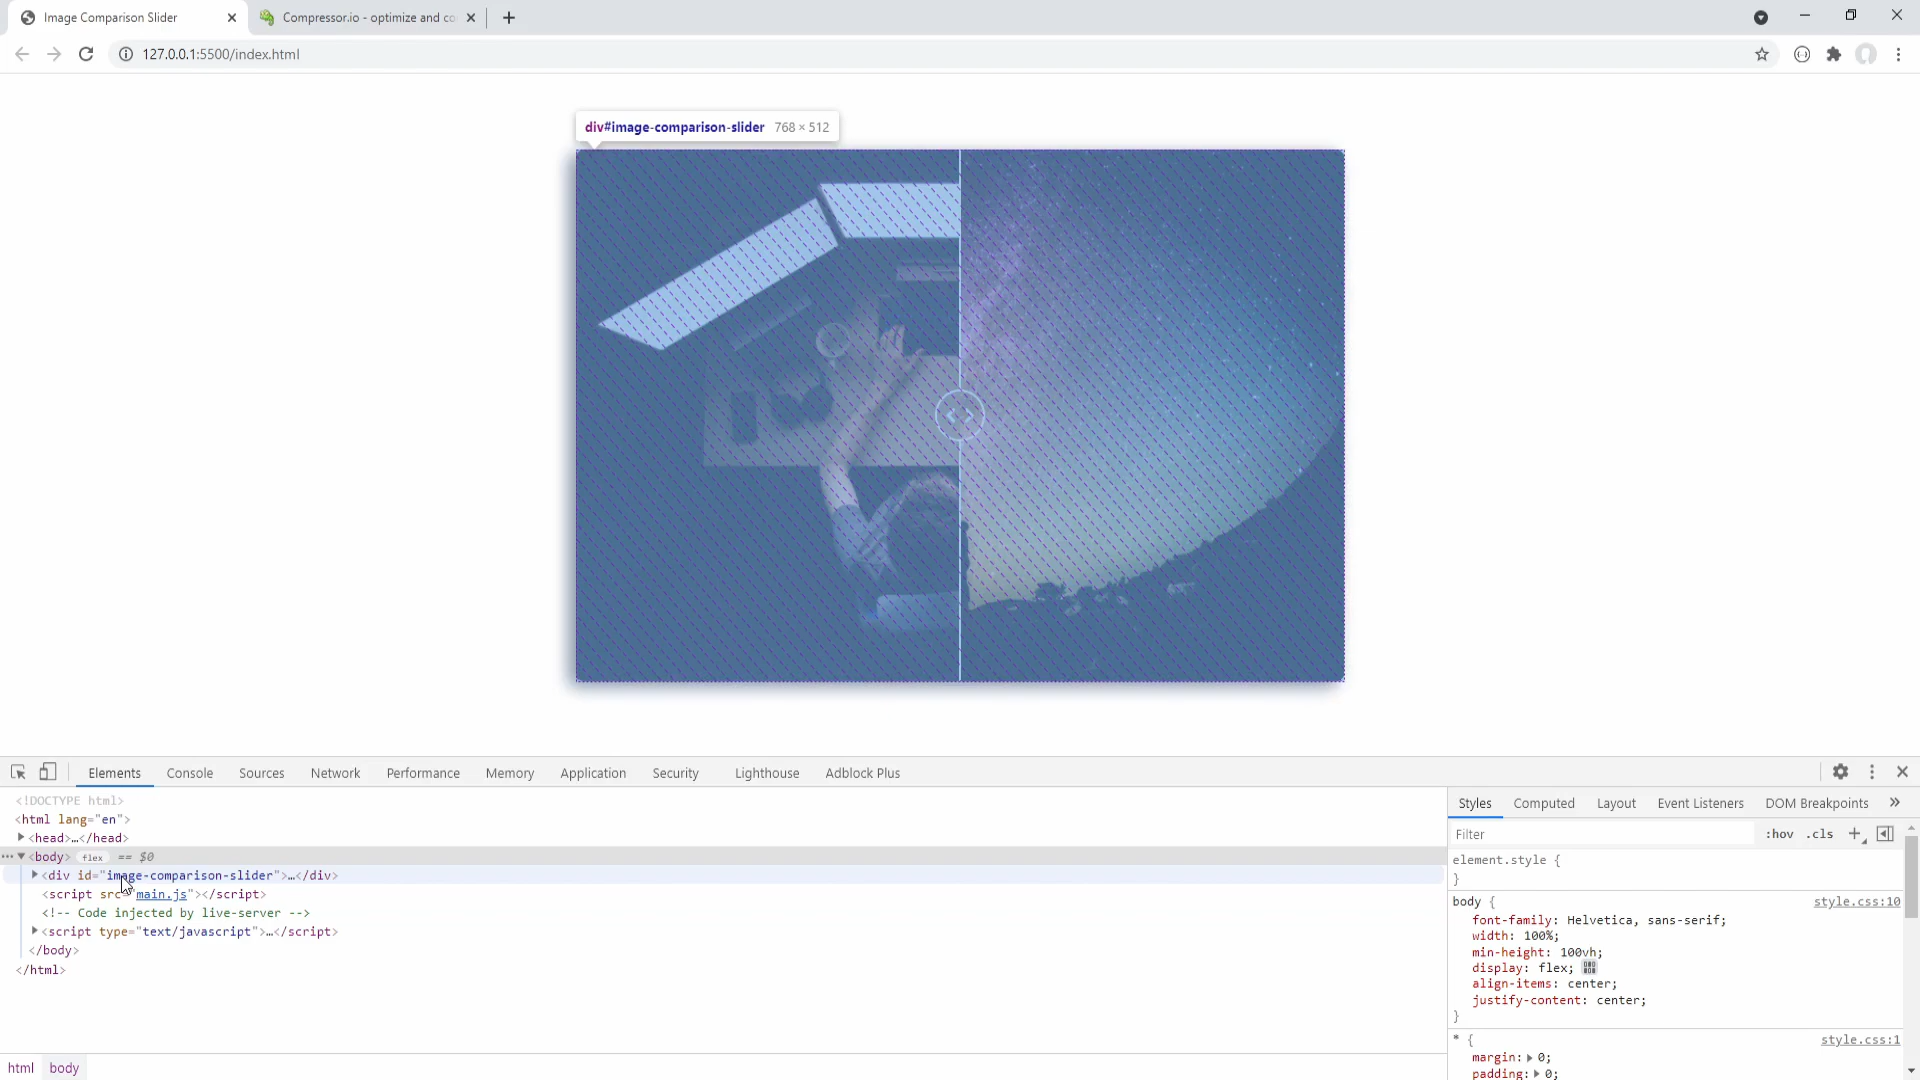 Image Comparison Slider
Compressor.io - optimize and co
127.0.0.1:5500/index.html
div#image-comparison-slider 768 × 512
Elements Console Sources Network Performance Memory Application Security Lighthouse Adblock Plus
<!DOCTYPE html>
<html lang="en">
<head>…</head>
<body> flex == $0
<div id="image-comparison-slider">…</div>
<script src="main.js"></script>
<!-- Code injected by live-server -->
<script type="text/javascript">…</script>
</body>
</html>
html body
Styles Computed Layout Event Listeners DOM Breakpoints
Filter :hov .cls
element.style {
}
body { style.css:10
font-family: Helvetica, sans-serif;
width: 100%;
min-height: 100vh;
display: flex;
align-items: center;
justify-content: center;
}
* { style.css:1
margin: 0;
padding: 0;